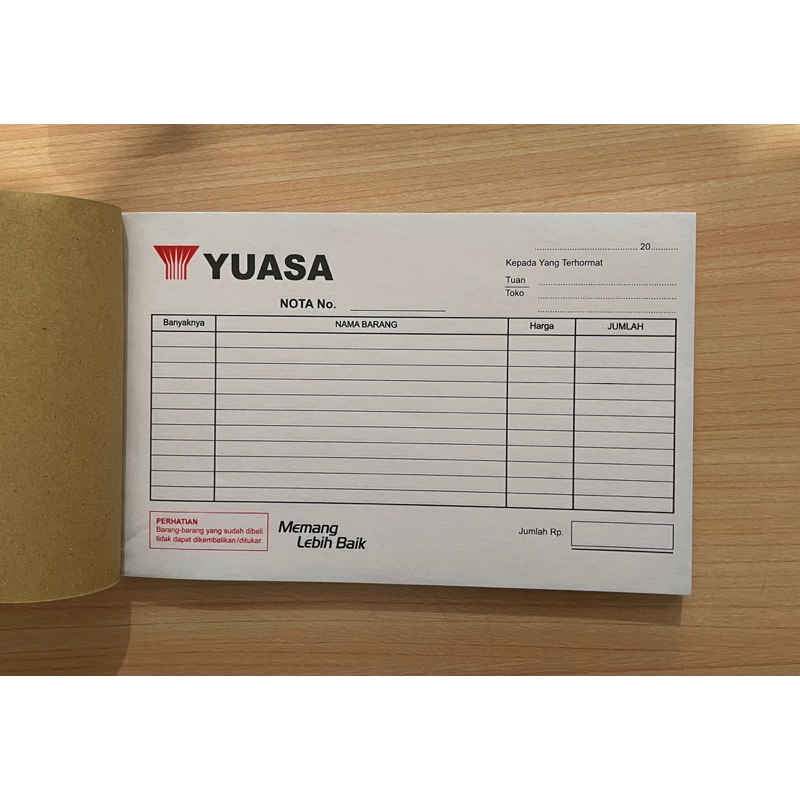 YUASA
.................................... 20..........
Kepada Yang Terhormat
Tuan
Toko
NOTA No. ____________________
Banyaknya NAMA BARANG Harga JUMLAH
PERHATIAN
Barang-barang yang sudah dibeli
tidak dapat dikembalikan/ditukar.
Memang
Lebih Baik
Jumlah Rp.